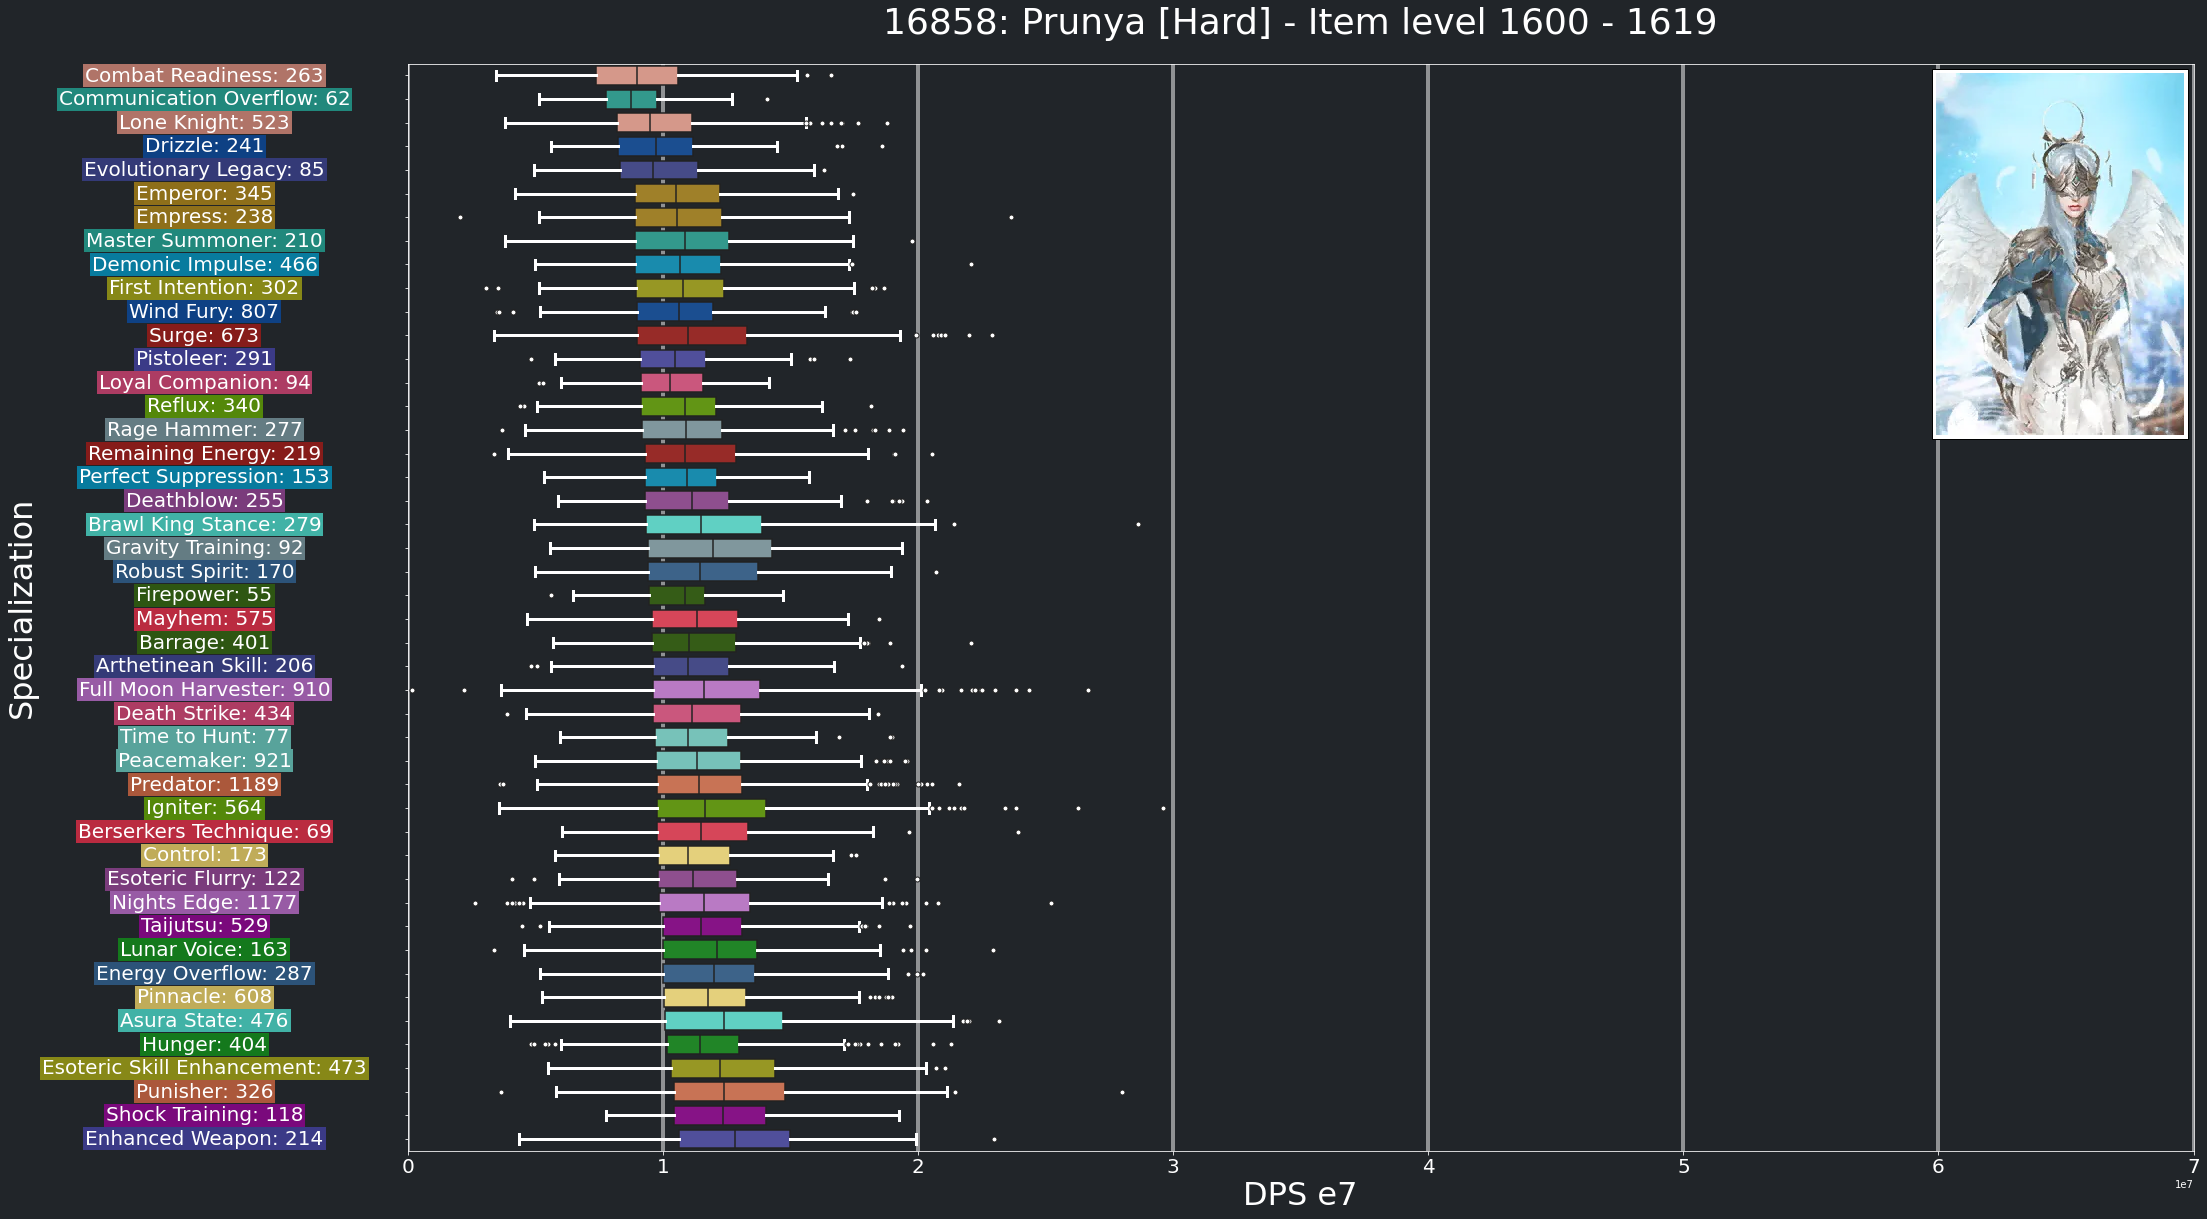 16858: Prunya [Hard] - Item level 1600 - 1619
Combat Readiness: 263
Communication Overflow: 62
Lone Knight: 523
Drizzle: 241
Evolutionary Legacy: 85
Emperor: 345
Empress: 238
Master Summoner: 210
Demonic Impulse: 466
First Intention: 302
Wind Fury: 807
Surge: 673
Pistoleer: 291
Loyal Companion: 94
Reflux: 340
Rage Hammer: 277
Remaining Energy: 219
Perfect Suppression: 153
Deathblow: 255
Brawl King Stance: 279
Gravity Training: 92
Robust Spirit: 170
Firepower: 55
Mayhem: 575
Barrage: 401
Arthetinean Skill: 206
Full Moon Harvester: 910
Death Strike: 434
Time to Hunt: 77
Peacemaker: 921
Predator: 1189
Igniter: 564
Berserkers Technique: 69
Control: 173
Esoteric Flurry: 122
Nights Edge: 1177
Taijutsu: 529
Lunar Voice: 163
Energy Overflow: 287
Pinnacle: 608
Asura State: 476
Hunger: 404
Esoteric Skill Enhancement: 473
Punisher: 326
Shock Training: 118
Enhanced Weapon: 214
Specialization
0 1 2 3 4 5 6 7
1e7
DPS e7